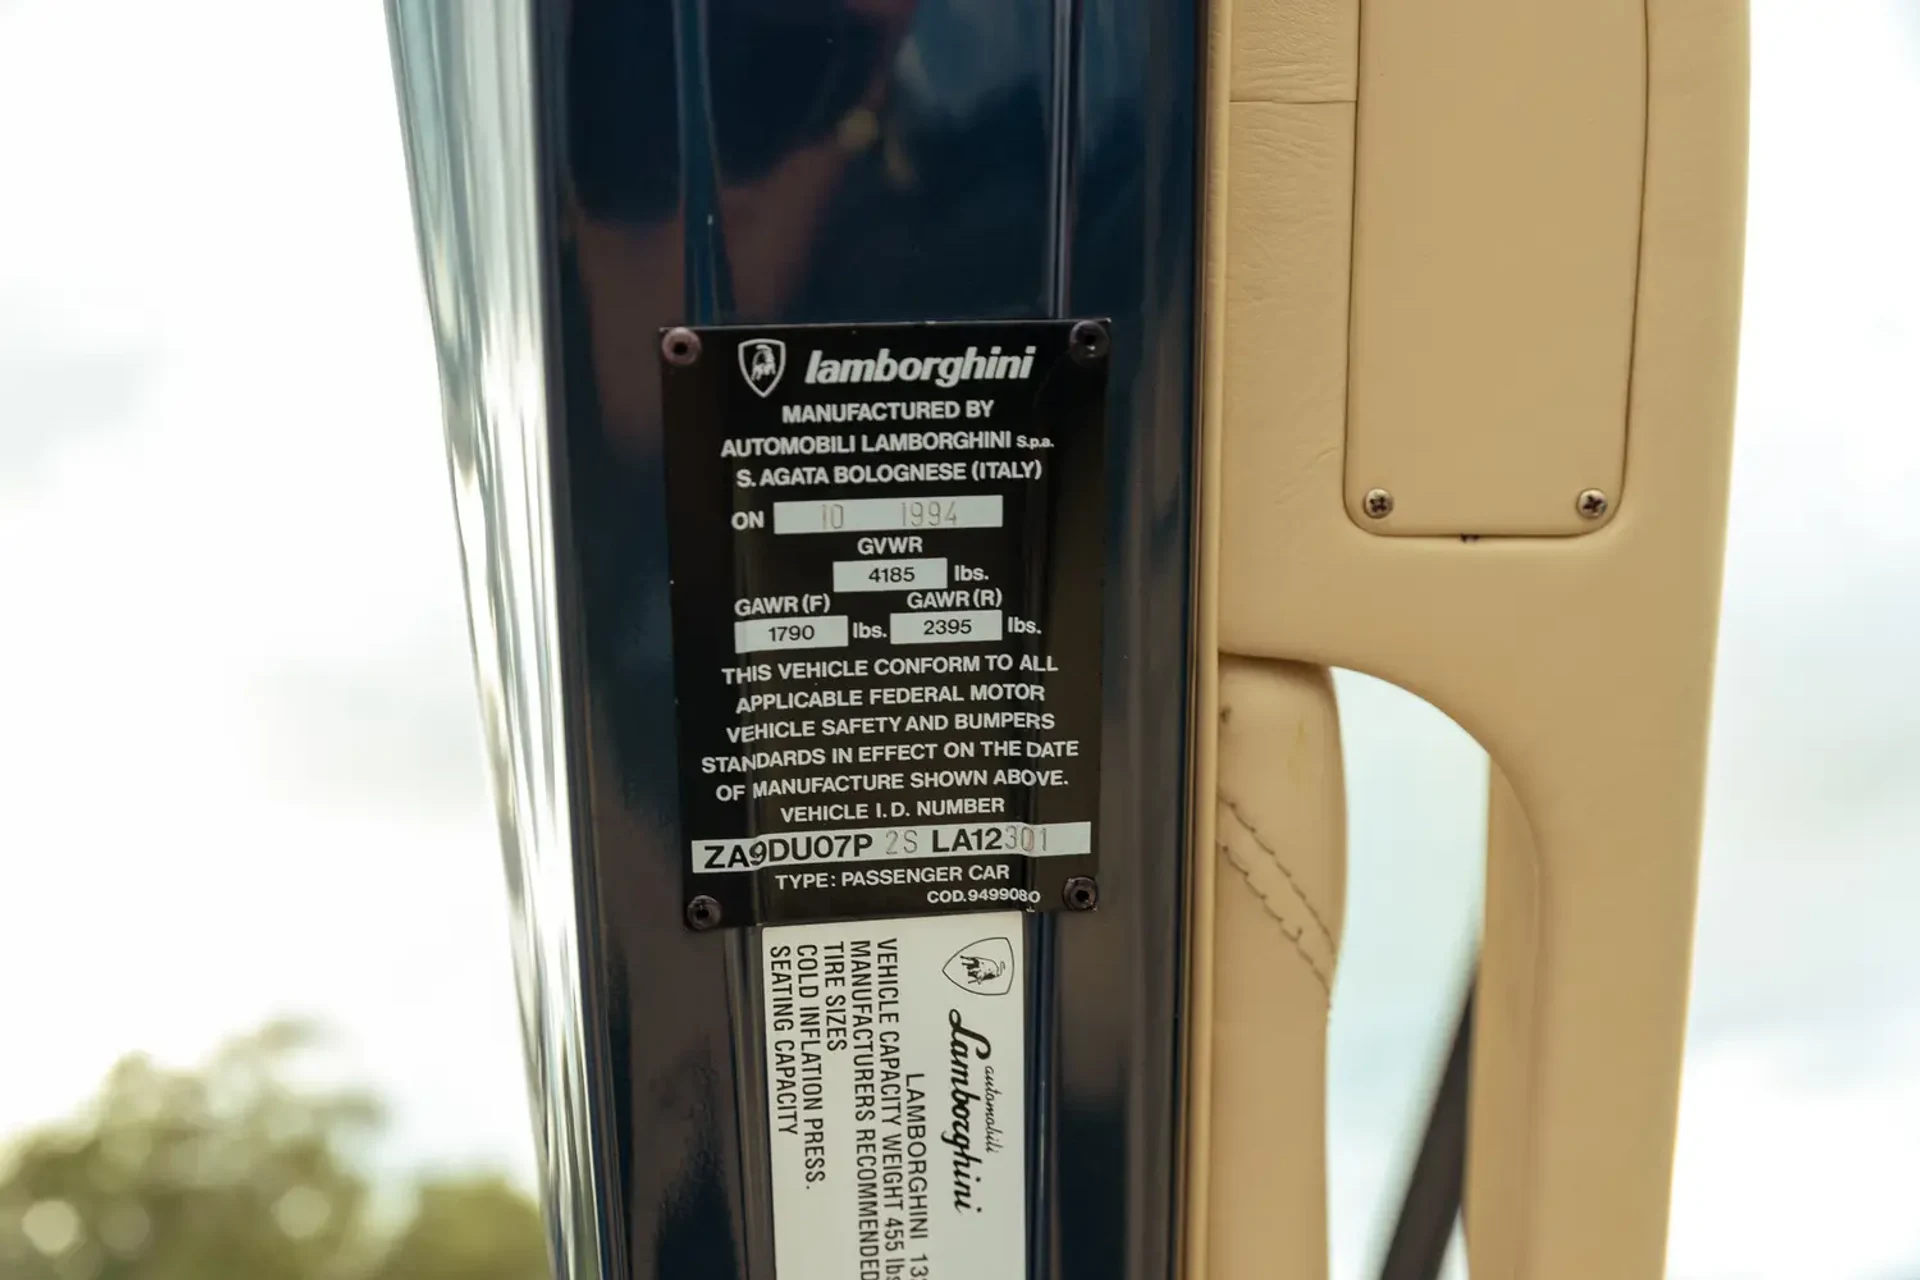 lamborghini
MANUFACTURED BY
AUTOMOBILI LAMBORGHINI s.p.a.
S. AGATA BOLOGNESE (ITALY)
ON 10 1994
GVWR
4185 lbs.
GAWR (F) GAWR (R)
1790 lbs. 2395 lbs.
THIS VEHICLE CONFORM TO ALL
APPLICABLE FEDERAL MOTOR
VEHICLE SAFETY AND BUMPERS
STANDARDS IN EFFECT ON THE DATE
OF MANUFACTURE SHOWN ABOVE.
VEHICLE I.D. NUMBER
ZA9DU07P 2S LA12301
TYPE: PASSENGER CAR
COD.9499080
automobili
Lamborghini
LAMBORGHINI 13
VEHICLE CAPACITY WEIGHT 455 lbs
MANUFACTURERS RECOMMENDED
TIRE SIZES
COLD INFLATION PRESS.
SEATING CAPACITY